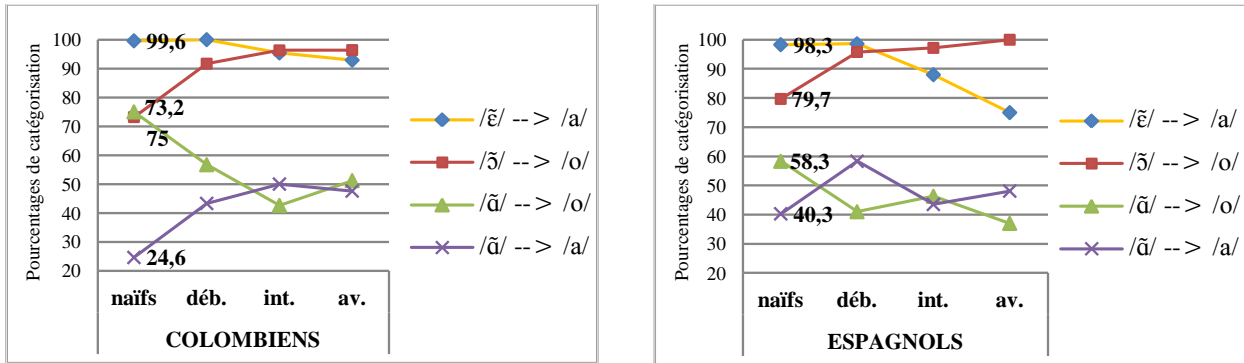 Pourcentages de catégorisation
100
90
80
70
60
50
40
30
20
99,6
73,2
75
24,6
naïfs déb. int. av.
COLOMBIENS
/ɛ̃/ --> /a/
/ɔ̃/ --> /o/
/ɑ̃/ --> /o/
/ɑ̃/ --> /a/
Pourcentages de catégorisation
100
90
80
70
60
50
40
30
20
98,3
79,7
58,3
40,3
naïfs déb. int. av.
ESPAGNOLS
/ɛ̃/ --> /a/
/ɔ̃/ --> /o/
/ɑ̃/ --> /o/
/ɑ̃/ --> /a/